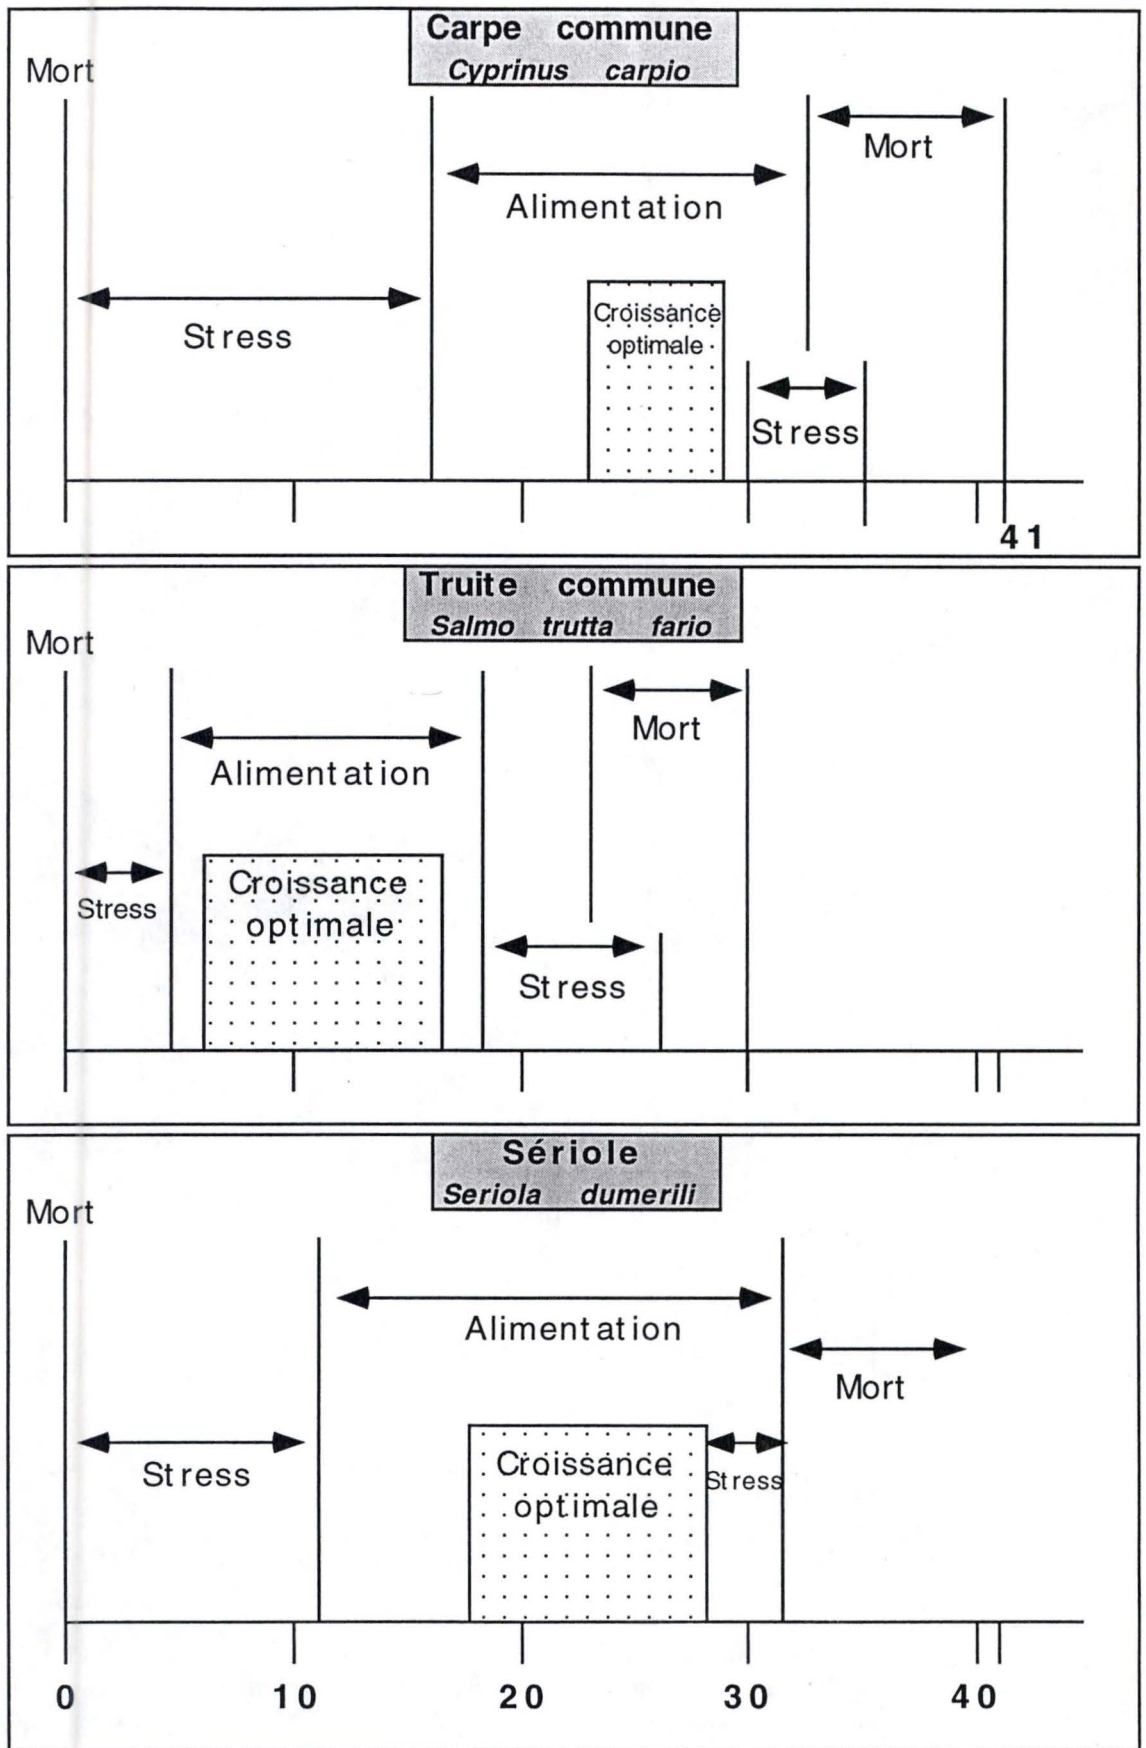 Carpe commune
Cyprinus carpio
Mort
Mort
Alimentation
Croissance
optimale
Stress
Stress
41
Truite commune
Salmo trutta fario
Mort
Mort
Alimentation
Croissance
optimale
Stress
Stress
Sériole
Seriola dumerili
Mort
Alimentation
Mort
Croissance
optimale
Stress
Stress
0 10 20 30 40